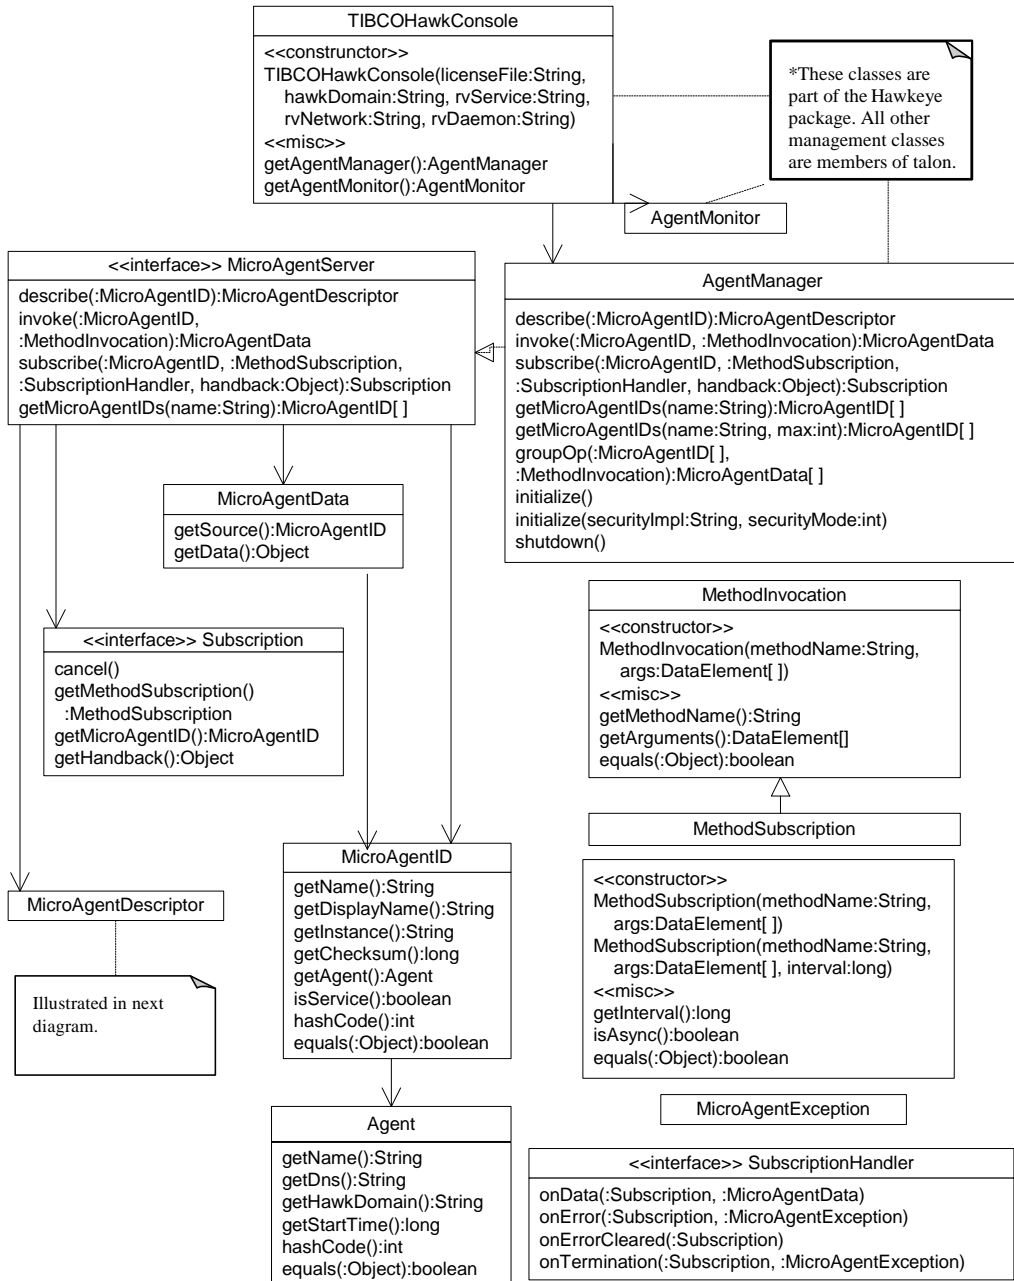 TIBCOHawkConsole
<<construnctor>>
TIBCOHawkConsole(licenseFile:String,
hawkDomain:String, rvService:String,
rvNetwork:String, rvDaemon:String)
<<misc>>
getAgentManager():AgentManager
getAgentMonitor():AgentMonitor
*These classes are
part of the Hawkeye
package. All other
management classes
are members of talon.
AgentMonitor
<<interface>> MicroAgentServer
describe(:MicroAgentID):MicroAgentDescriptor
invoke(:MicroAgentID,
:MethodInvocation):MicroAgentData
subscribe(:MicroAgentID, :MethodSubscription,
:SubscriptionHandler, handback:Object):Subscription
getMicroAgentIDs(name:String):MicroAgentID[ ]
AgentManager
describe(:MicroAgentID):MicroAgentDescriptor
invoke(:MicroAgentID, :MethodInvocation):MicroAgentData
subscribe(:MicroAgentID, :MethodSubscription,
:SubscriptionHandler, handback:Object):Subscription
getMicroAgentIDs(name:String):MicroAgentID[ ]
getMicroAgentIDs(name:String, max:int):MicroAgentID[ ]
groupOp(:MicroAgentID[ ],
:MethodInvocation):MicroAgentData[ ]
initialize()
initialize(securityImpl:String, securityMode:int)
shutdown()
MicroAgentData
getSource():MicroAgentID
getData():Object
<<interface>> Subscription
cancel()
getMethodSubscription()
:MethodSubscription
getMicroAgentID():MicroAgentID
getHandback():Object
MethodInvocation
<<constructor>>
MethodInvocation(methodName:String,
args:DataElement[ ])
<<misc>>
getMethodName():String
getArguments():DataElement[]
equals(:Object):boolean
MethodSubscription
<<constructor>>
MethodSubscription(methodName:String,
args:DataElement[ ])
MethodSubscription(methodName:String,
args:DataElement[ ], interval:long)
<<misc>>
getInterval():long
isAsync():boolean
equals(:Object):boolean
MicroAgentID
getName():String
getDisplayName():String
getInstance():String
getChecksum():long
getAgent():Agent
isService():boolean
hashCode():int
equals(:Object):boolean
MicroAgentDescriptor
Illustrated in next
diagram.
MicroAgentException
Agent
getName():String
getDns():String
getHawkDomain():String
getStartTime():long
hashCode():int
equals(:Object):boolean
<<interface>> SubscriptionHandler
onData(:Subscription, :MicroAgentData)
onError(:Subscription, :MicroAgentException)
onErrorCleared(:Subscription)
onTermination(:Subscription, :MicroAgentException)